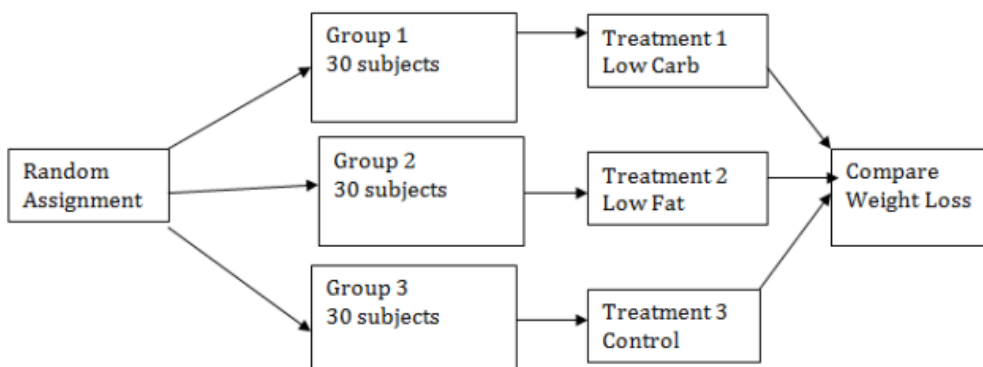 Random
Assignment
Group 1
30 subjects
Treatment 1
Low Carb
Group 2
30 subjects
Treatment 2
Low Fat
Group 3
30 subjects
Treatment 3
Control
Compare
Weight Loss